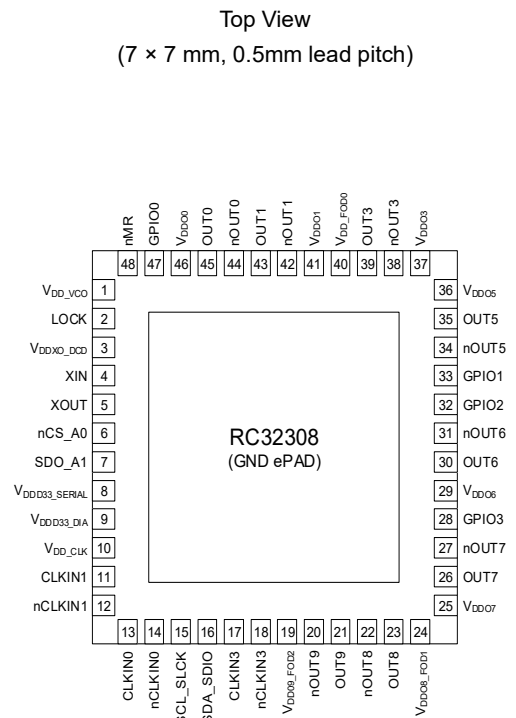 Top View
(7 × 7 mm, 0.5mm lead pitch)
nMR
GPIO0
VDDO0
OUT0
nOUT0
OUT1
nOUT1
VDDO1
VDD_FOD0
OUT3
nOUT3
VDDO3
48 47 46 45 44 43 42 41 40 39 38 37
VDD_VCO 1
LOCK 2
VDDXO_DCD 3
XIN 4
XOUT 5
nCS_A0 6
SDO_A1 7
VDDD33_SERIAL 8
VDDD33_DIA 9
VDD_CLK 10
CLKIN1 11
nCLKIN1 12
RC32308
(GND ePAD)
36 VDDO5
35 OUT5
34 nOUT5
33 GPIO1
32 GPIO2
31 nOUT6
30 OUT6
29 VDDO6
28 GPIO3
27 nOUT7
26 OUT7
25 VDDO7
13 14 15 16 17 18 19 20 21 22 23 24
CLKIN0
nCLKIN0
SCL_SLCK
SDA_SDIO
CLKIN3
nCLKIN3
VDDO9_FOD2
nOUT9
OUT9
nOUT8
OUT8
VDDO8_FOD1